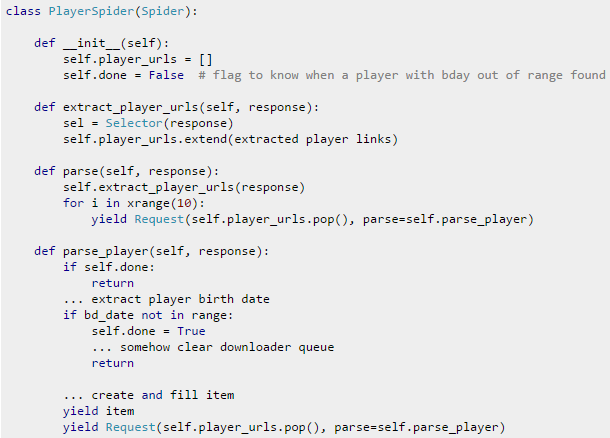 class PlayerSpider(Spider):

    def __init__(self):
        self.player_urls = []
        self.done = False  # flag to know when a player with bday out of range found

    def extract_player_urls(self, response):
        sel = Selector(response)
        self.player_urls.extend(extracted player links)

    def parse(self, response):
        self.extract_player_urls(response)
        for i in xrange(10):
            yield Request(self.player_urls.pop(), parse=self.parse_player)

    def parse_player(self, response):
        if self.done:
            return
        ... extract player birth date
        if bd_date not in range:
            self.done = True
            ... somehow clear downloader queue
            return

        ... create and fill item
        yield item
        yield Request(self.player_urls.pop(), parse=self.parse_player)